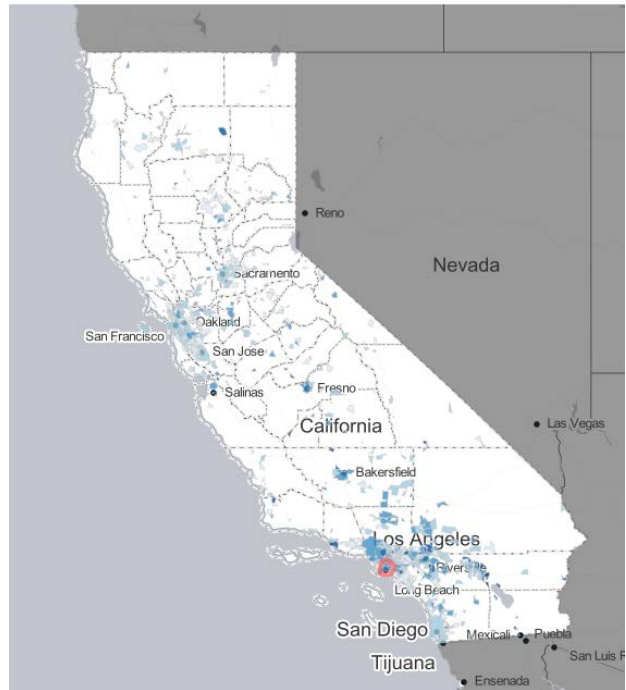 Reno
Nevada
Sacramento
Oakland
San Francisco
San Jose
Salinas
Fresno
California
Las Vegas
Bakersfield
Los Angeles
Riverside
Long Beach
San Diego
Mexicali
Puebla
San Luis R
Tijuana
Ensenada